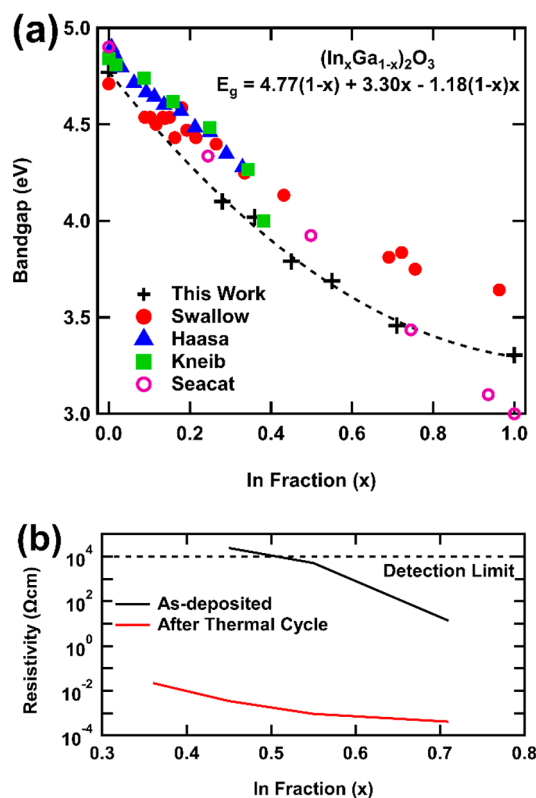 (a)
(InxGa1-x)2O3
Eg = 4.77(1-x) + 3.30x - 1.18(1-x)x
Bandgap (eV)
5.0
4.5
4.0
3.5
3.0
This Work
Swallow
Haasa
Kneib
Seacat
0.0 0.2 0.4 0.6 0.8 1.0
In Fraction (x)
(b)
Resistivity (Ωcm)
10^4
10^2
10^0
10^-2
10^-4
Detection Limit
As-deposited
After Thermal Cycle
0.3 0.4 0.5 0.6 0.7 0.8
In Fraction (x)